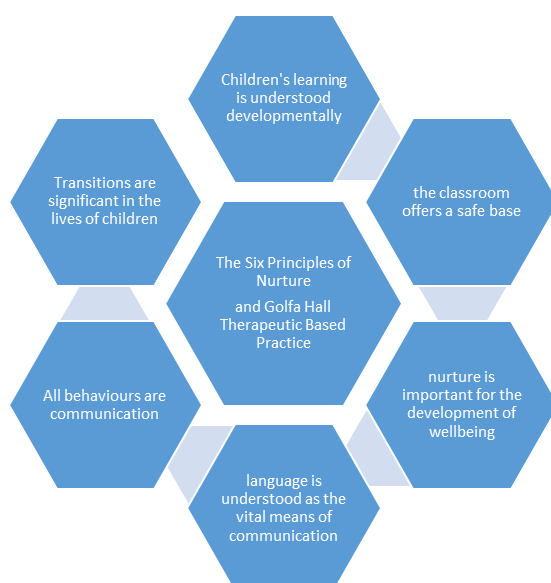 Children's learning
is understood
developmentally
the classroom
offers a safe base
nurture is
important for the
development of
wellbeing
language is
understood as the
vital means of
communication
All behaviours are
communication
Transitions are
significant in the
lives of children
The Six Principles of
Nurture
and Golfa Hall
Therapeutic Based
Practice